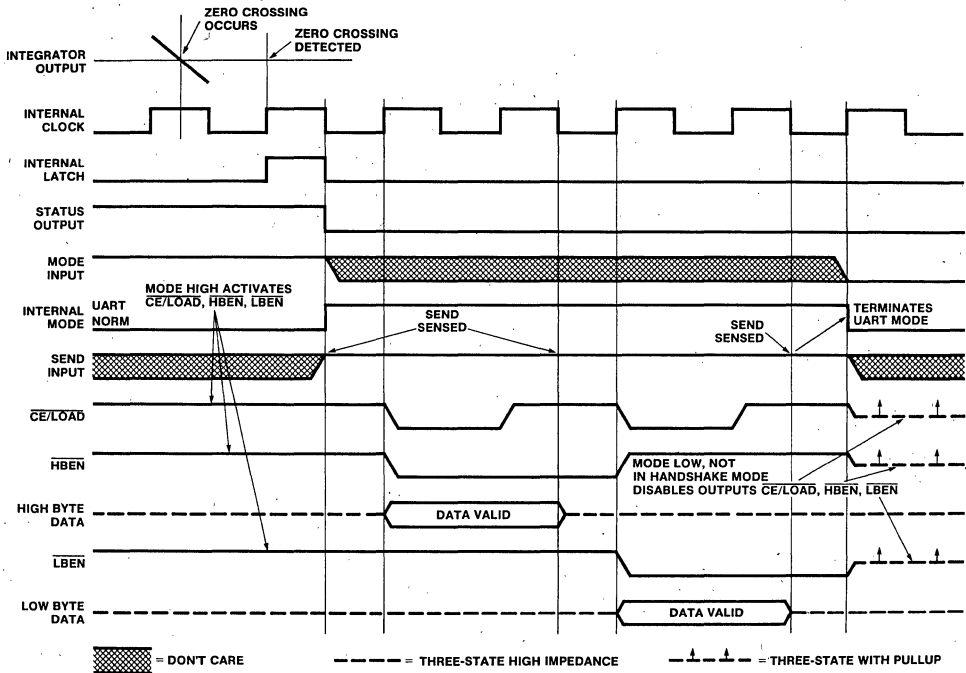 ZERO CROSSING
OCCURS
ZERO CROSSING
DETECTED
INTEGRATOR
OUTPUT
INTERNAL
CLOCK
INTERNAL
LATCH
STATUS
OUTPUT
MODE
INPUT
MODE HIGH ACTIVATES
CE/LOAD, HBEN, LBEN
INTERNAL
MODE
UART
NORM
SEND
SENSED
SEND
SENSED
TERMINATES
UART MODE
SEND
INPUT
CE/LOAD
HBEN
MODE LOW, NOT
IN HANDSHAKE MODE
DISABLES OUTPUTS CE/LOAD, HBEN, LBEN
HIGH BYTE
DATA
DATA VALID
LBEN
LOW BYTE
DATA
DATA VALID
= DON'T CARE
= THREE-STATE HIGH IMPEDANCE
= THREE-STATE WITH PULLUP